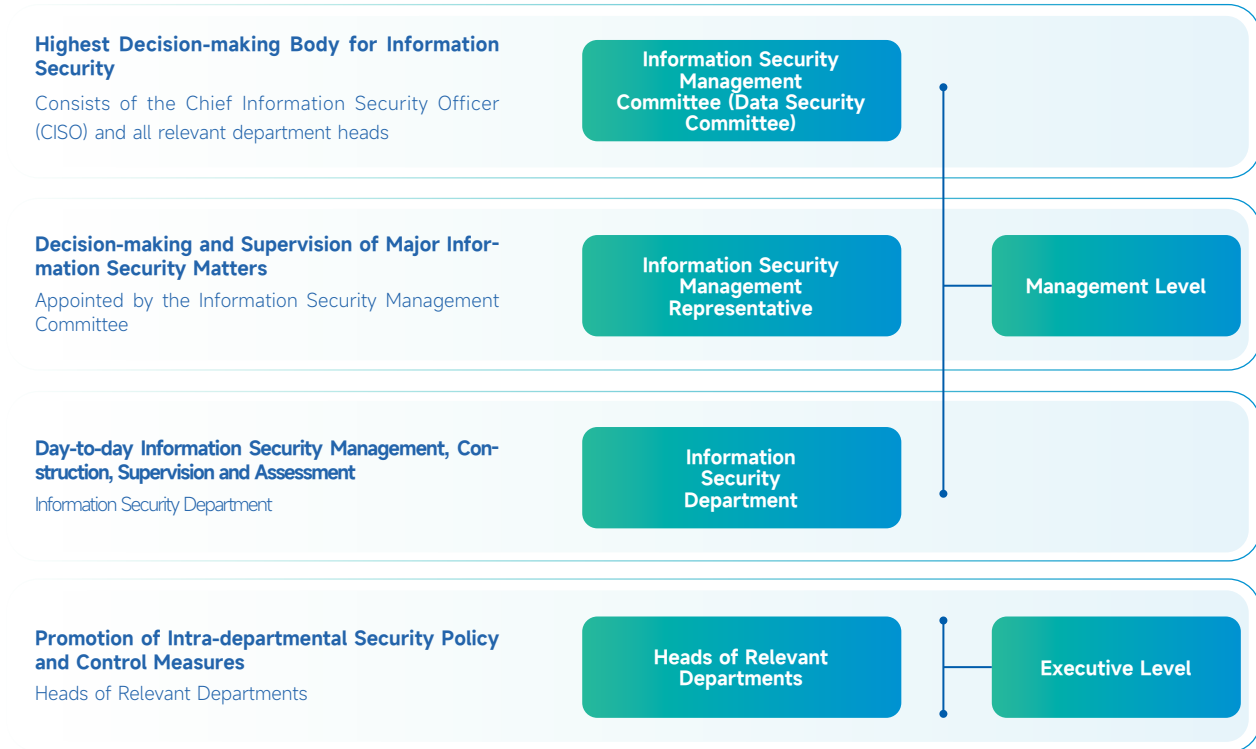 Highest Decision-making Body for Information
Security
Consists of the Chief Information Security Officer
(CISO) and all relevant department heads
Information Security
Management
Committee (Data Security
Committee)
Decision-making and Supervision of Major Infor-
mation Security Matters
Appointed by the Information Security Management
Committee
Information Security
Management
Representative
Management Level
Day-to-day Information Security Management, Con-
struction, Supervision and Assessment
Information Security Department
Information
Security
Department
Promotion of Intra-departmental Security Policy
and Control Measures
Heads of Relevant Departments
Heads of Relevant
Departments
Executive Level